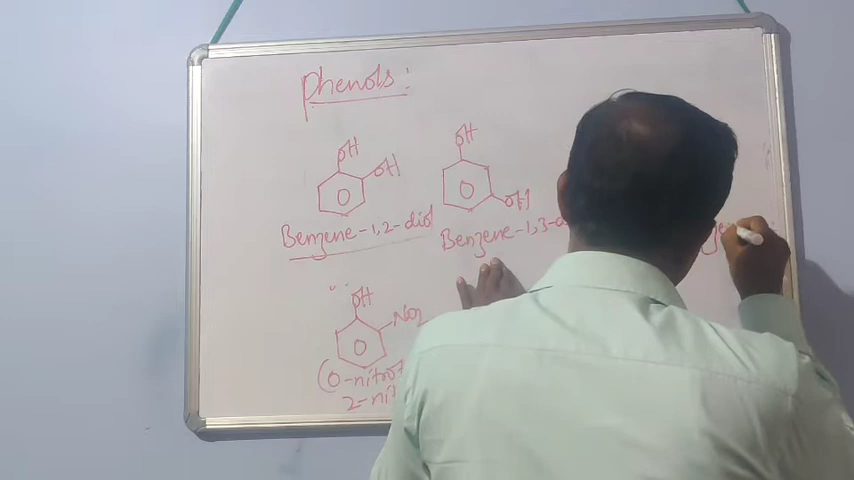 Phenols:
OH
OH
OH
OH
Benzene-1,2-diol
Benzene-1,3-
OH
NO2
(O-nitro
2-ni